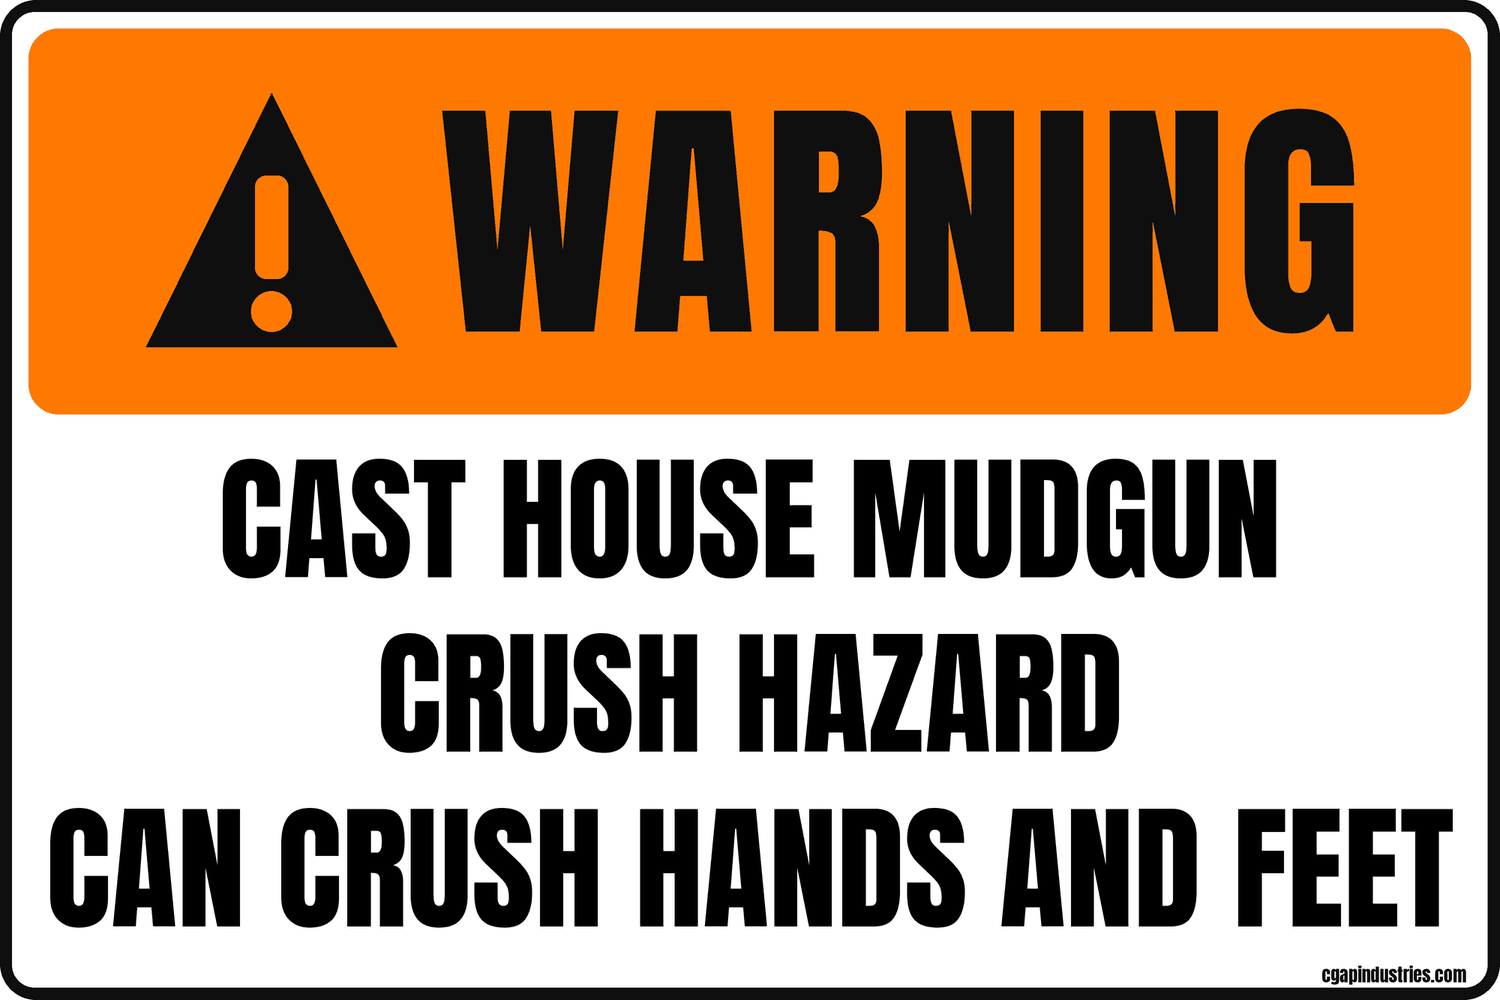 WARNING
CAST HOUSE MUDGUN
CRUSH HAZARD
CAN CRUSH HANDS AND FEET
cgapindustries.com